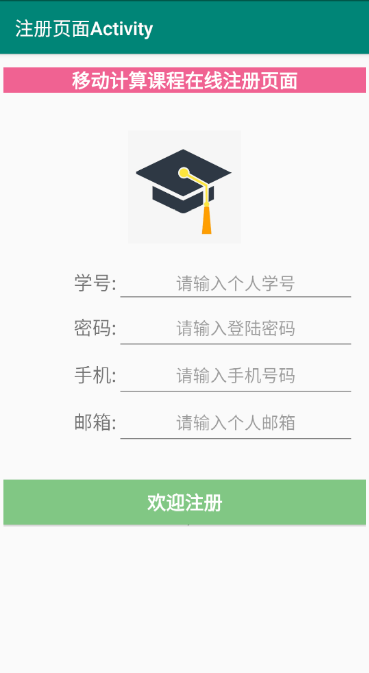 注册页面Activity
移动计算课程在线注册页面
学号: 请输入个人学号
密码: 请输入登陆密码
手机: 请输入手机号码
邮箱: 请输入个人邮箱
欢迎注册